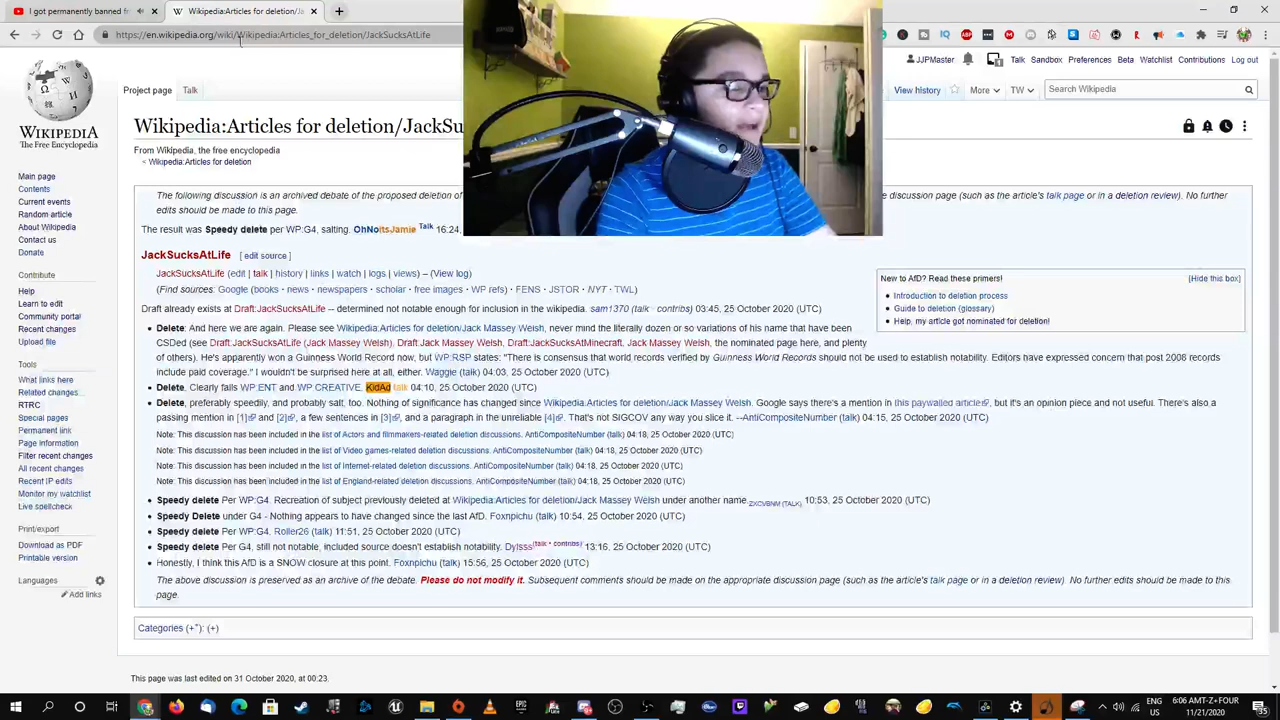 I got permanently banned fr
Wikipedia:Articles for deletion/Ja
https://en.wikipedia.org/wiki/Wikipedia:Articles_for_deletion/JackSucksAtLife
JJPMaster Talk Sandbox Preferences Beta Watchlist Contributions Log out
Project page Talk
View history More TW Search Wikipedia
WIKIPEDIA
The Free Encyclopedia
Wikipedia:Articles for deletion/JackSu
From Wikipedia, the free encyclopedia
< Wikipedia:Articles for deletion
Main page
Contents
Current events
Random article
About Wikipedia
Contact us
Donate
Contribute
Help
Learn to edit
Community portal
Recent changes
Upload file
Tools
What links here
Related changes
RTRC
Special pages
Permanent link
Page information
Filter recent changes
All recent changes
Recent IP edits
Monitor my watchlist
Live spellcheck
Print/export
Download as PDF
Printable version
Languages
Add links
The following discussion is an archived debate of the proposed deletion of
e discussion page (such as the article's talk page or in a deletion review). No further
edits should be made to this page.
The result was Speedy delete per WP:G4, salting. OhNoitsJamie Talk 16:24,
JackSucksAtLife [ edit source ]
JackSucksAtLife (edit | talk | history | links | watch | logs | views) – (View log)
(Find sources: Google (books · news · newspapers · scholar · free images · WP refs) · FENS · JSTOR · NYT · TWL)
New to AfD? Read these primers! [Hide this box]
Introduction to deletion process
Guide to deletion (glossary)
Help, my article got nominated for deletion!
Draft already exists at Draft:JackSucksAtLife -- determined not notable enough for inclusion in the wikipedia. sam1370 (talk · contribs) 03:45, 25 October 2020 (UTC)
Delete: And here we are again. Please see Wikipedia:Articles for deletion/Jack Massey Welsh, never mind the literally dozen or so variations of his name that have been
CSDed (see Draft:JackSucksAtLife (Jack Massey Welsh), Draft:Jack Massey Welsh, Draft:JackSucksAtMinecraft, Jack Massey Welsh, the nominated page here, and plenty
of others). He's apparently won a Guinness World Record now, but WP:RSP states: "There is consensus that world records verified by Guinness World Records should not be used to establish notability. Editors have expressed concern that post 2008 records
include paid coverage." I wouldn't be surprised here at all, either. Waggie (talk) 04:03, 25 October 2020 (UTC)
Delete, Clearly fails WP:ENT and WP:CREATIVE. KidAd talk 04:10, 25 October 2020 (UTC)
Delete, preferably speedily, and probably salt, too. Nothing of significance has changed since Wikipedia:Articles for deletion/Jack Massey Welsh. Google says there's a mention in this paywalled article, but it's an opinion piece and not useful. There's also a
passing mention in [1] and [2], a few sentences in [3], and a paragraph in the unreliable [4]. That's not SIGCOV any way you slice it. --AntiCompositeNumber (talk) 04:15, 25 October 2020 (UTC)
Note: This discussion has been included in the list of Actors and filmmakers-related deletion discussions. AntiCompositeNumber (talk) 04:18, 25 October 2020 (UTC)
Note: This discussion has been included in the list of Video games-related deletion discussions. AntiCompositeNumber (talk) 04:18, 25 October 2020 (UTC)
Note: This discussion has been included in the list of Internet-related deletion discussions. AntiCompositeNumber (talk) 04:18, 25 October 2020 (UTC)
Note: This discussion has been included in the list of England-related deletion discussions. AntiCompositeNumber (talk) 04:18, 25 October 2020 (UTC)
Speedy delete Per WP:G4. Recreation of subject previously deleted at Wikipedia:Articles for deletion/Jack Massey Welsh under another name. ZXCVBNM (TALK) 10:53, 25 October 2020 (UTC)
Speedy Delete under G4 - Nothing appears to have changed since the last AfD. Foxnpichu (talk) 10:54, 25 October 2020 (UTC)
Speedy delete Per WP:G4. Roller26 (talk) 11:51, 25 October 2020 (UTC)
Speedy delete Per G4, still not notable, included source doesn't establish notability. Dylsss(talk · contribs) 13:16, 25 October 2020 (UTC)
Honestly, I think this AfD is a SNOW closure at this point. Foxnpichu (talk) 15:56, 25 October 2020 (UTC)
The above discussion is preserved as an archive of the debate. Please do not modify it. Subsequent comments should be made on the appropriate discussion page (such as the article's talk page or in a deletion review). No further edits should be made to this
page.
Categories (+⁺): (+)
This page was last edited on 31 October 2020, at 00:23.
ENG 6:06 AMT-Z+FOUR
US 11/21/2020